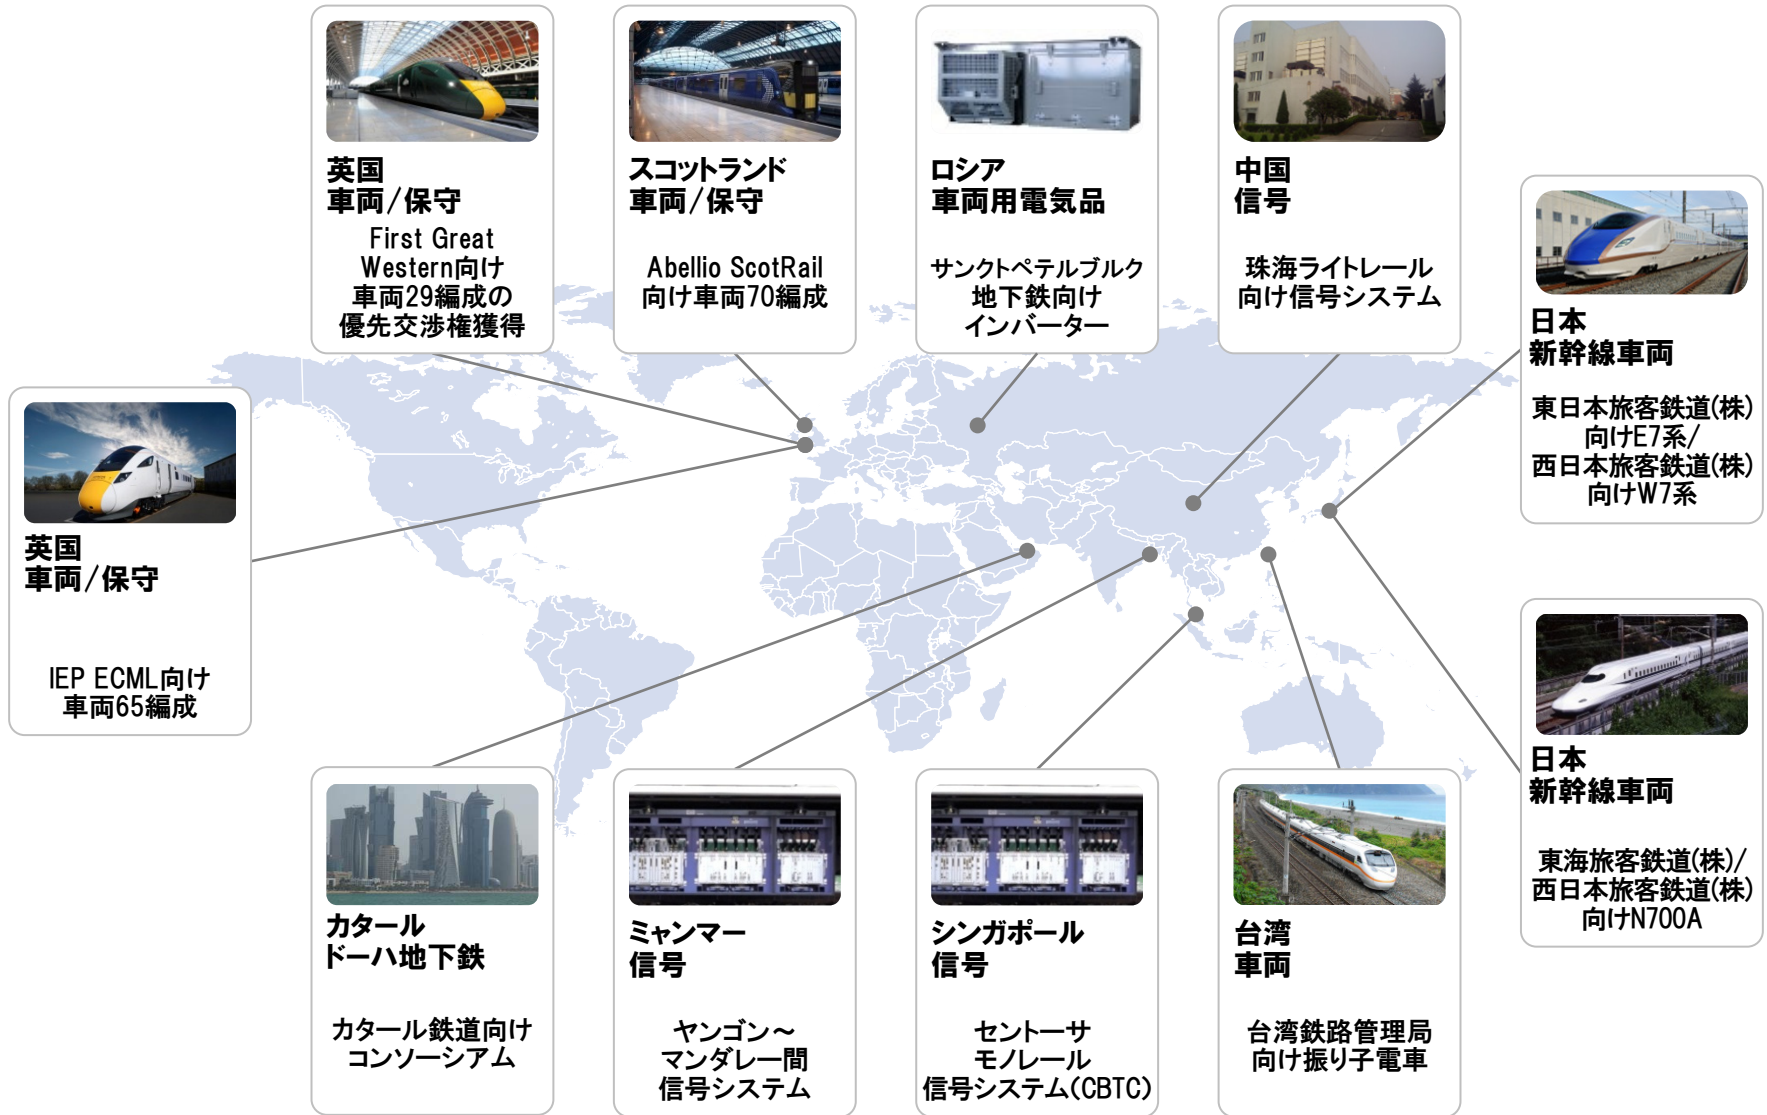 英国
車両/保守
First Great
Western向け
車両29編成の
優先交渉権獲得
スコットランド
車両/保守
Abellio ScotRail
向け車両70編成
ロシア
車両用電気品
サンクトペテルブルク
地下鉄向け
インバーター
中国
信号
珠海ライトレール
向け信号システム
日本
新幹線車両
東日本旅客鉄道(株)
向けE7系/
西日本旅客鉄道(株)
向けW7系
英国
車両/保守
IEP ECML向け
車両65編成
日本
新幹線車両
東海旅客鉄道(株)/
西日本旅客鉄道(株)
向けN700A
カタール
ドーハ地下鉄
カタール鉄道向け
コンソーシアム
ミャンマー
信号
ヤンゴン～
マンダレー間
信号システム
シンガポール
信号
セントーサ
モノレール
信号システム(CBTC)
台湾
車両
台湾鉄路管理局
向け振り子電車